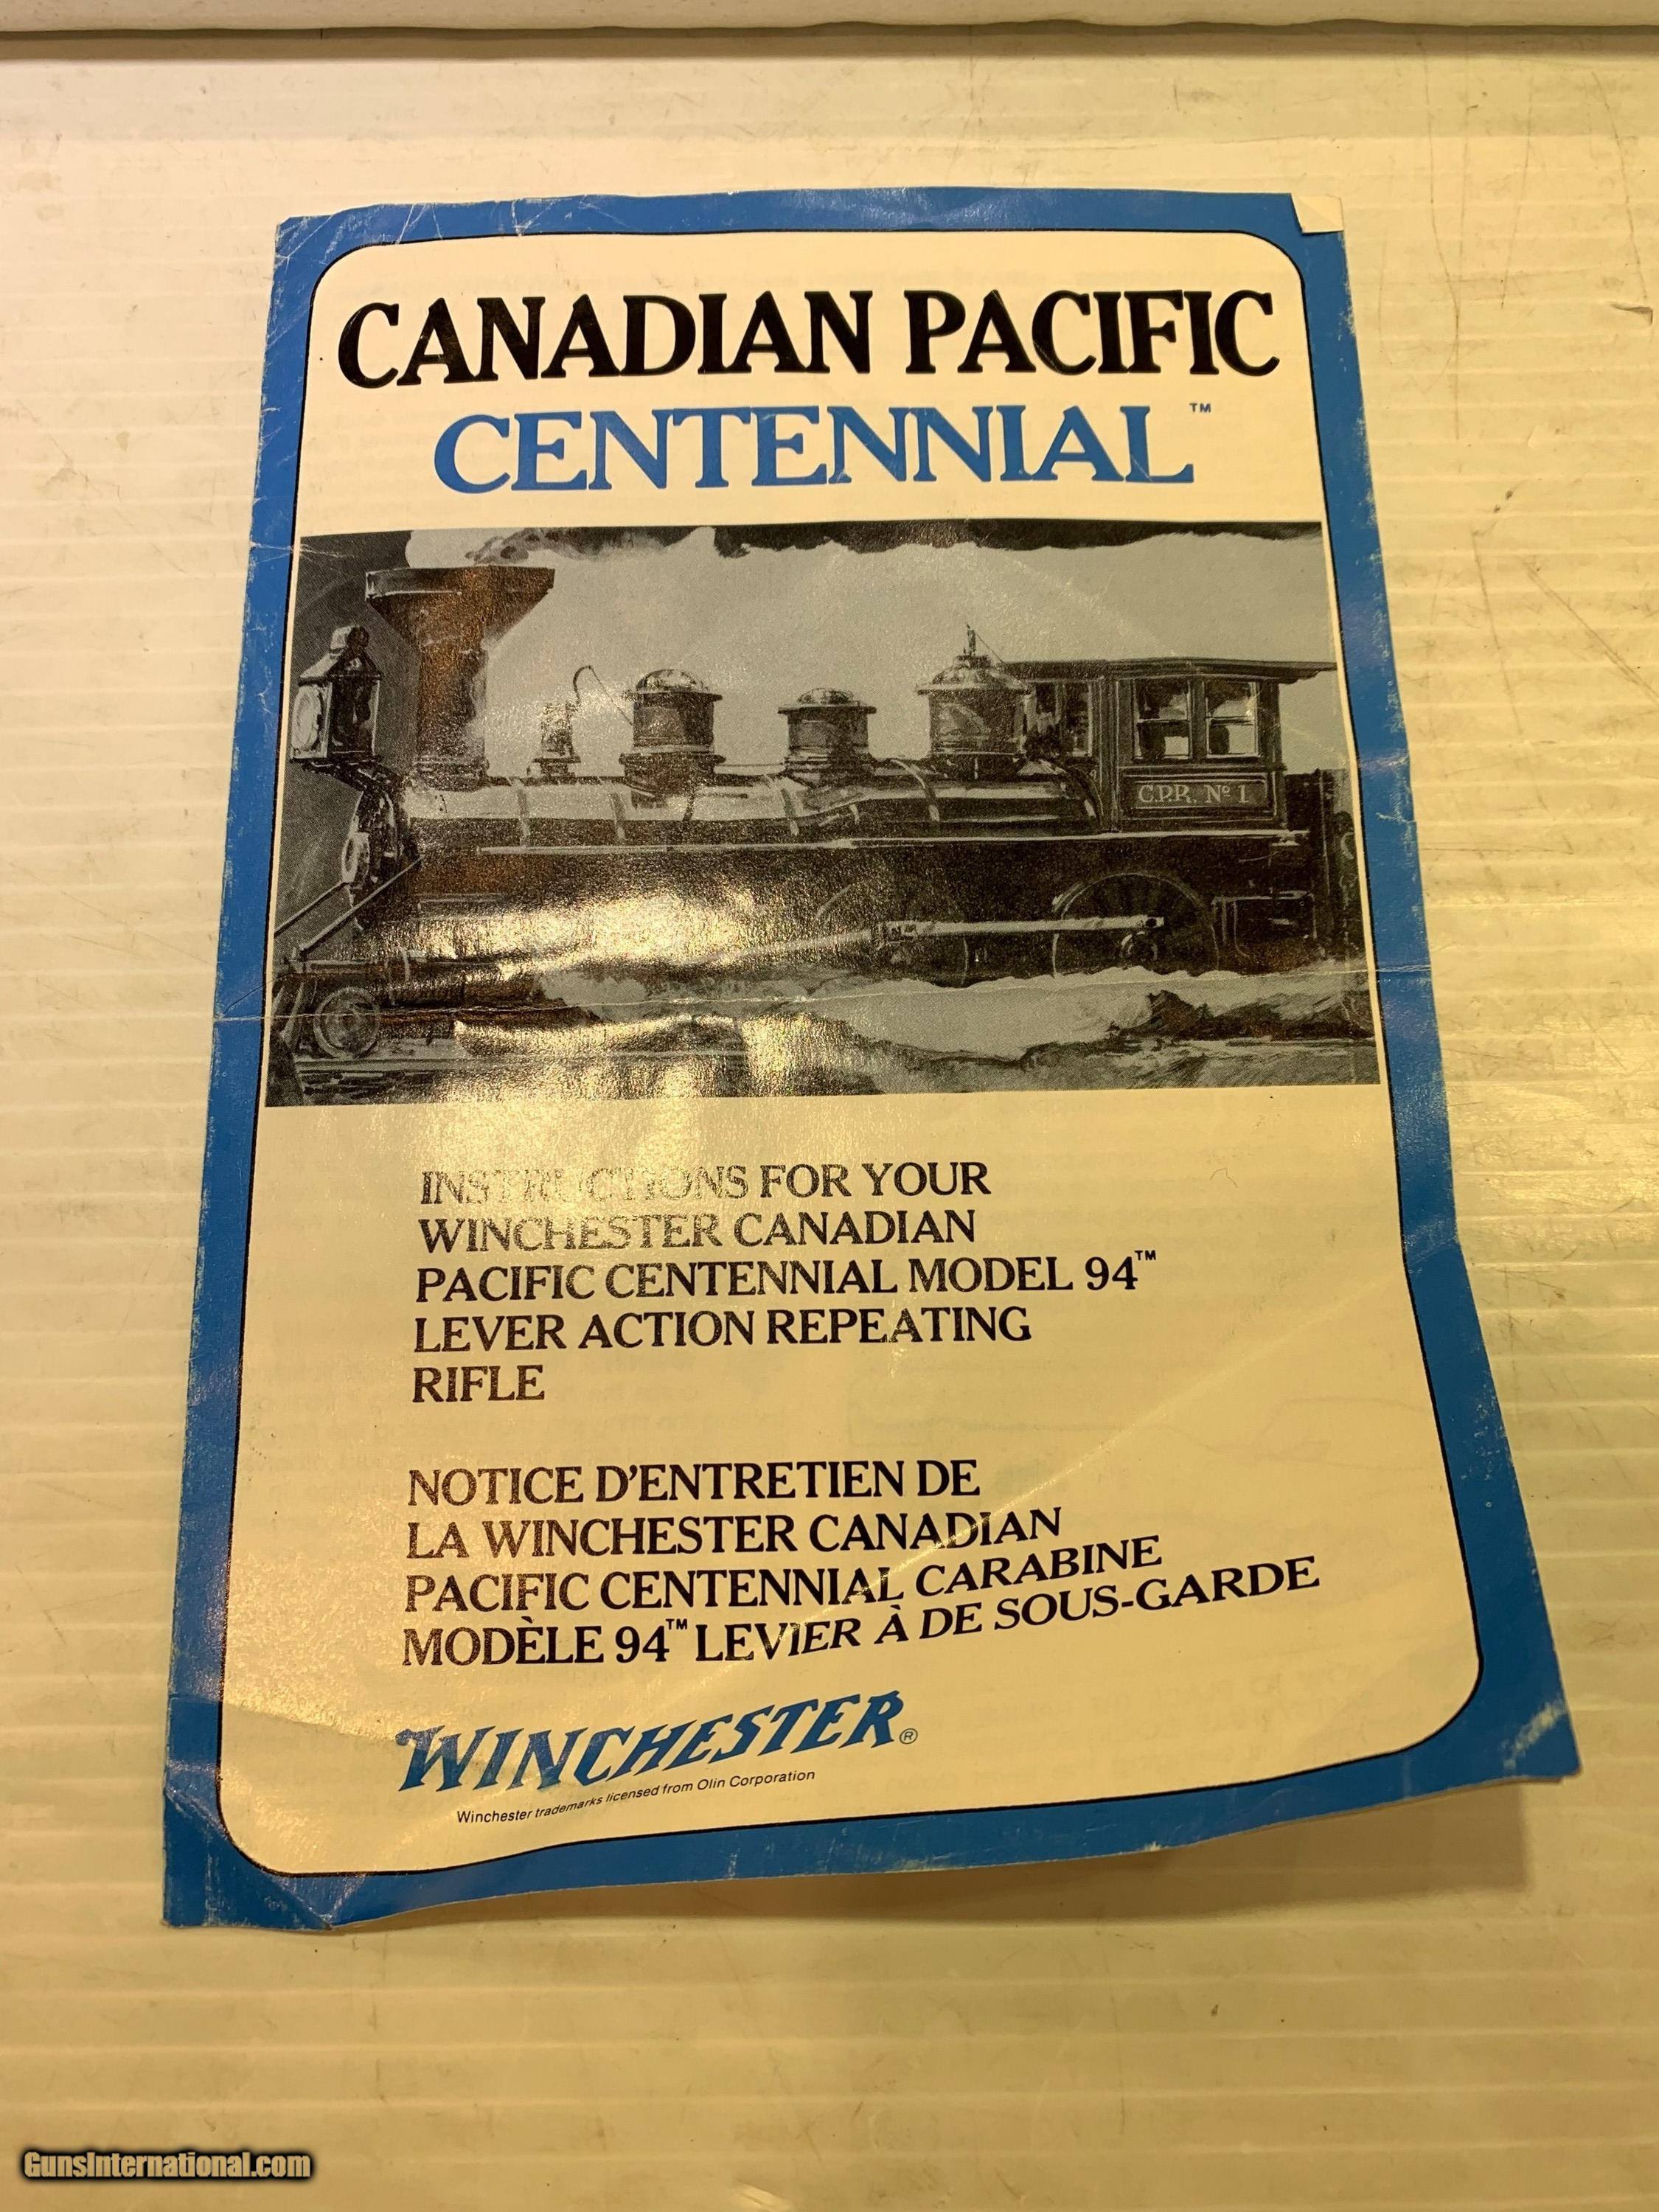 CANADIAN PACIFIC
CENTENNIAL™
C.P.R. Nº 1
INSTRUCTIONS FOR YOUR
WINCHESTER CANADIAN
PACIFIC CENTENNIAL MODEL 94™
LEVER ACTION REPEATING
RIFLE
NOTICE D'ENTRETIEN DE
LA WINCHESTER CANADIAN
PACIFIC CENTENNIAL CARABINE
MODÈLE 94™ LEVIER À DE SOUS-GARDE
WINCHESTER®
Winchester trademarks licensed from Olin Corporation
GunsInternational.com